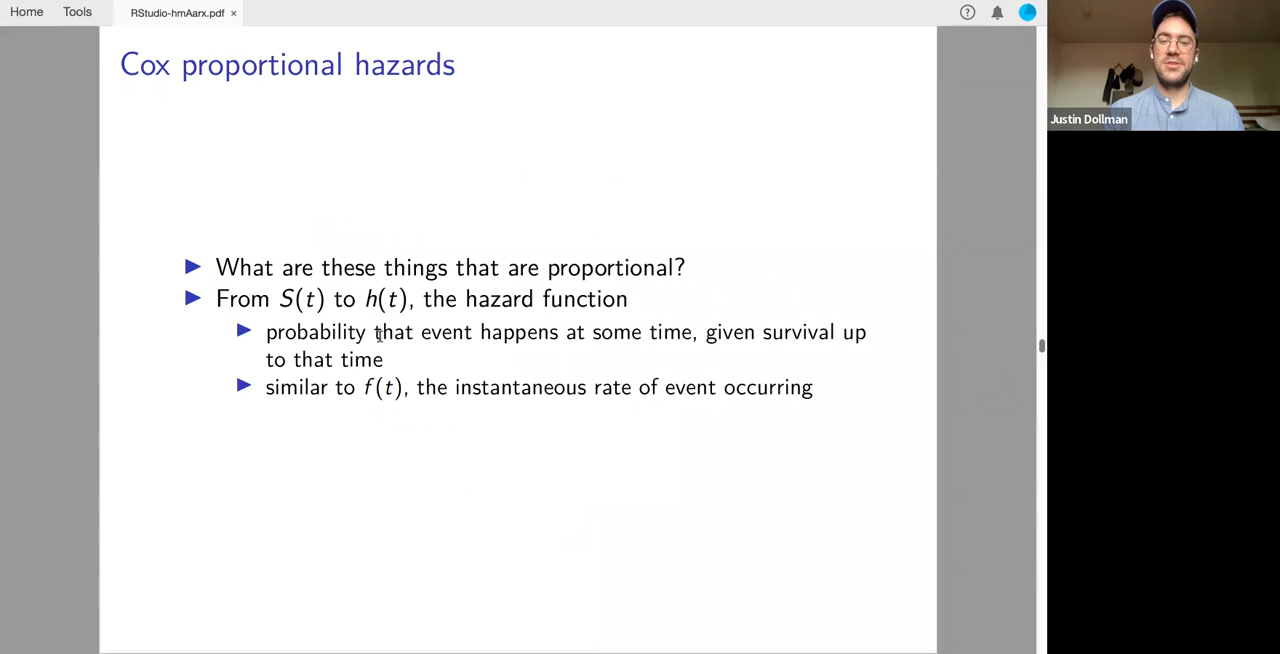 Home Tools RStudio-hmAarx.pdf ×
Cox proportional hazards
What are these things that are proportional?
From S(t) to h(t), the hazard function
probability that event happens at some time, given survival up
to that time
similar to f(t), the instantaneous rate of event occurring
Justin Dollman